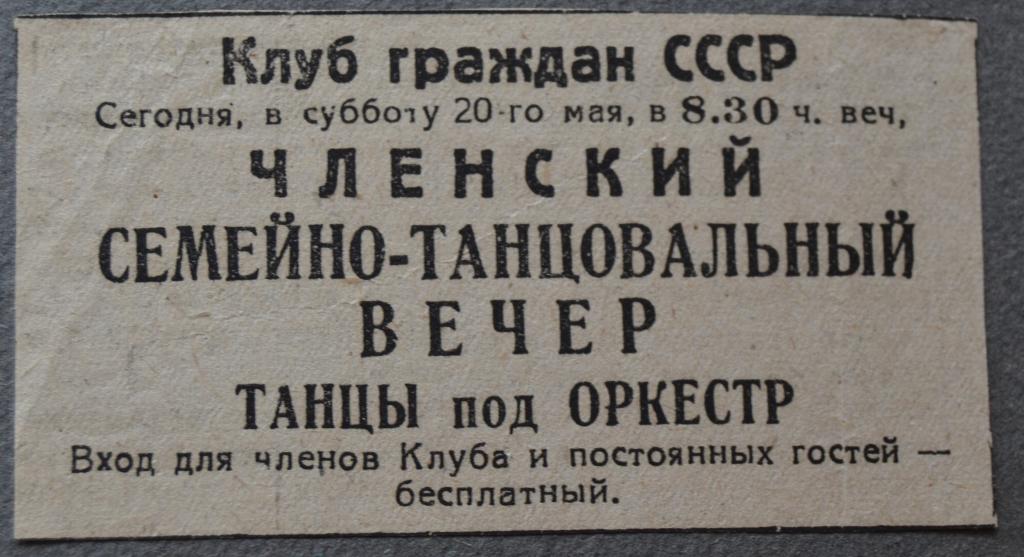 Клуб граждан СССР
Сегодня, в субботу 20-го мая, в 8.30 ч. веч,
ЧЛЕНСКИЙ
СЕМЕЙНО-ТАНЦОВАЛЬНЫЙ
ВЕЧЕР
ТАНЦЫ под ОРКЕСТР
Вход для членов Клуба и постоянных гостей —
бесплатный.